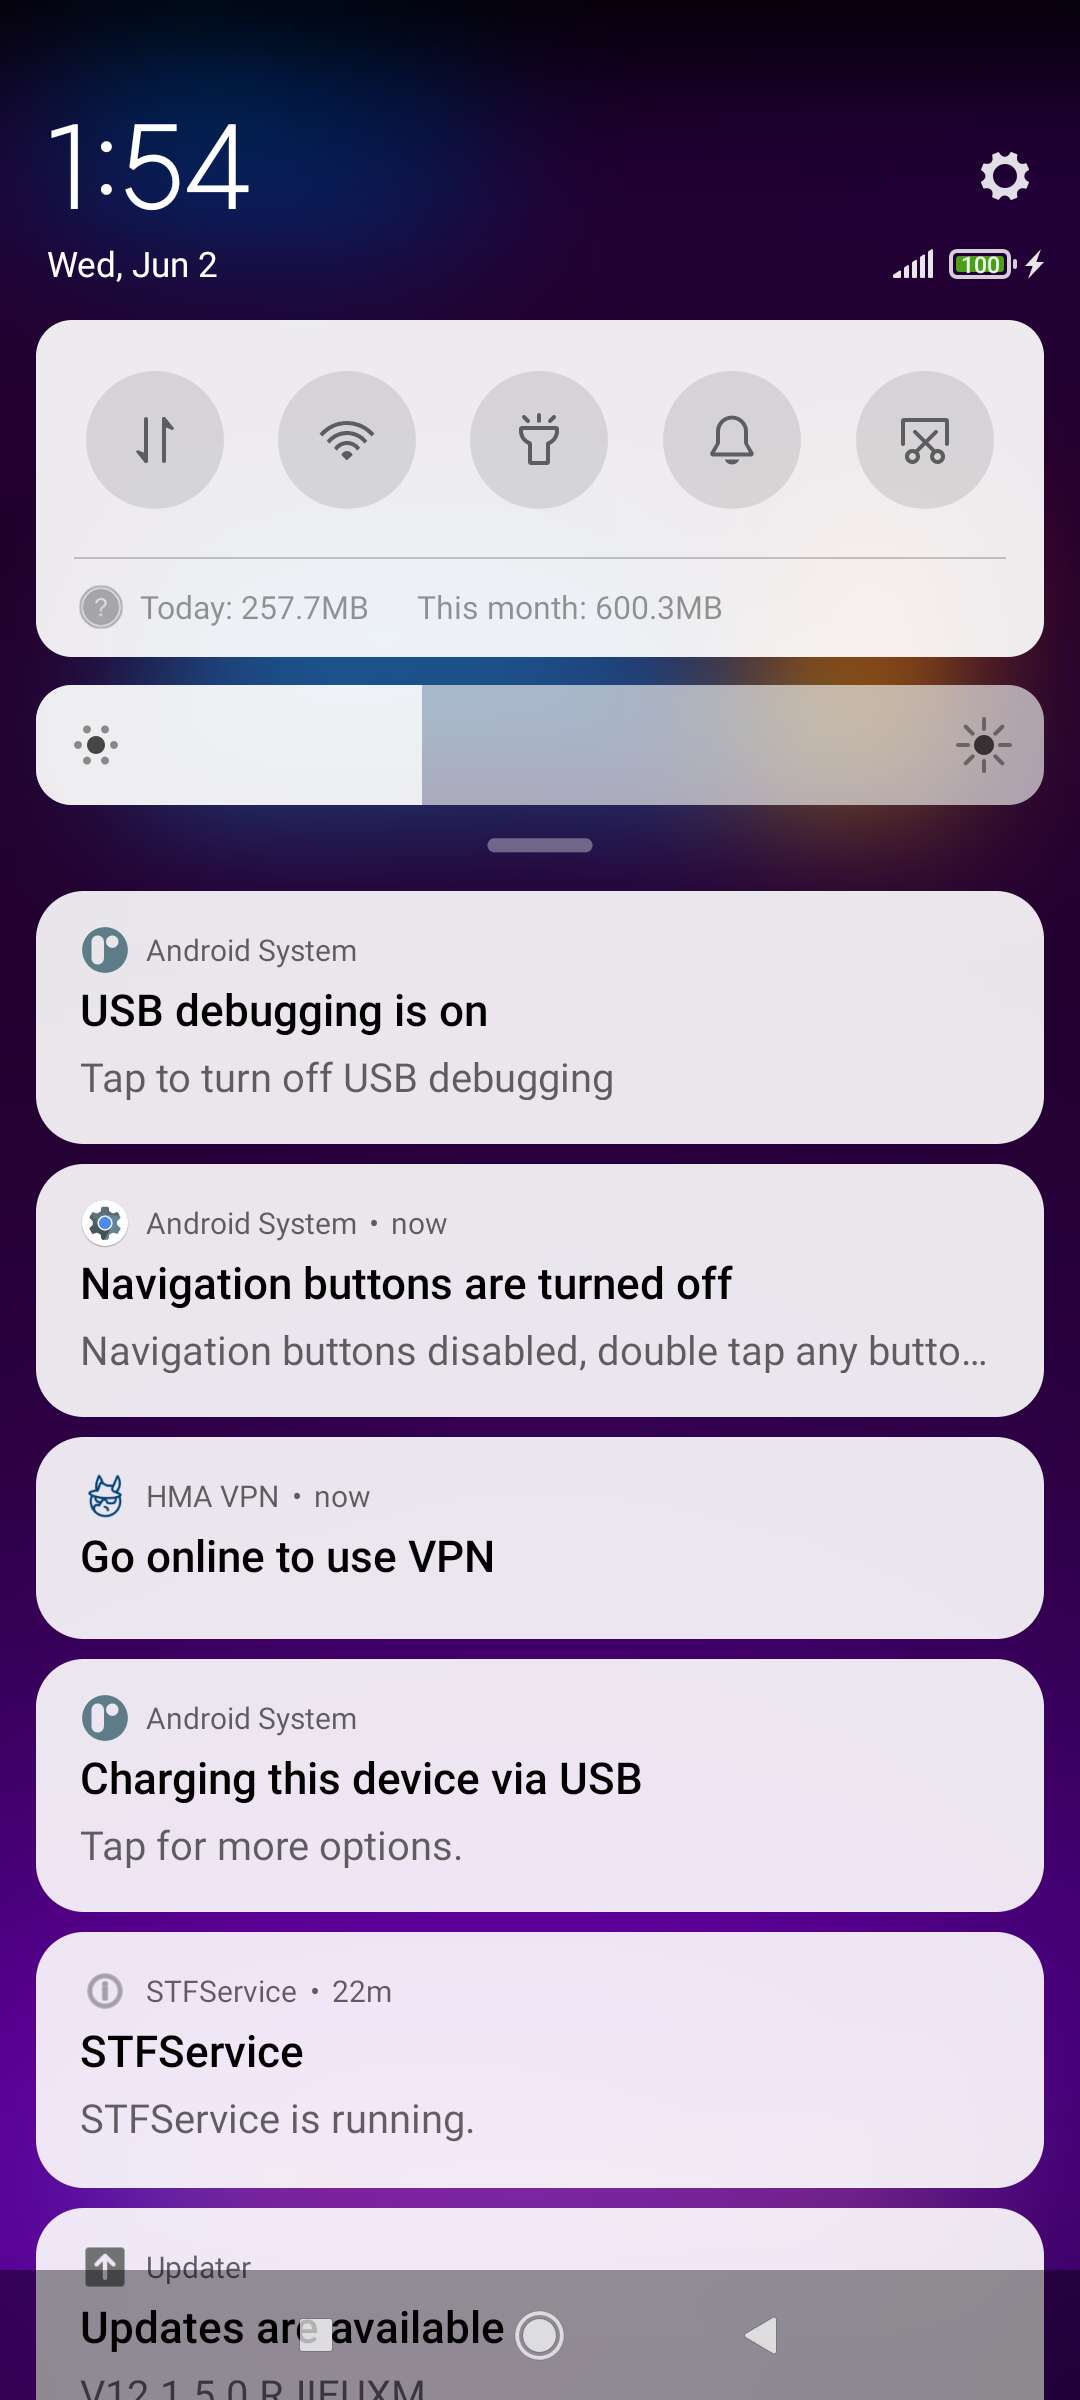 1:54
Wed, Jun 2
100
Today: 257.7MB This month: 600.3MB
Android System
USB debugging is on
Tap to turn off USB debugging
Android System • now
Navigation buttons are turned off
Navigation buttons disabled, double tap any butto…
HMA VPN • now
Go online to use VPN
Android System
Charging this device via USB
Tap for more options.
STFService • 22m
STFService
STFService is running.
Updater
Updates are available